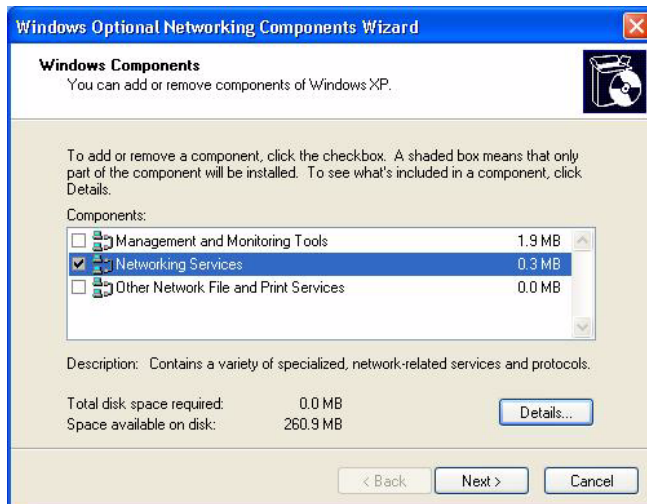 Windows Optional Networking Components Wizard
Windows Components
You can add or remove components of Windows XP.
To add or remove a component, click the checkbox. A shaded box means that only
part of the component will be installed. To see what's included in a component, click
Details.
Components:
Management and Monitoring Tools 1.9 MB
Networking Services 0.3 MB
Other Network File and Print Services 0.0 MB
Description: Contains a variety of specialized, network-related services and protocols.
Total disk space required: 0.0 MB
Space available on disk: 260.9 MB
Details...
< Back Next > Cancel